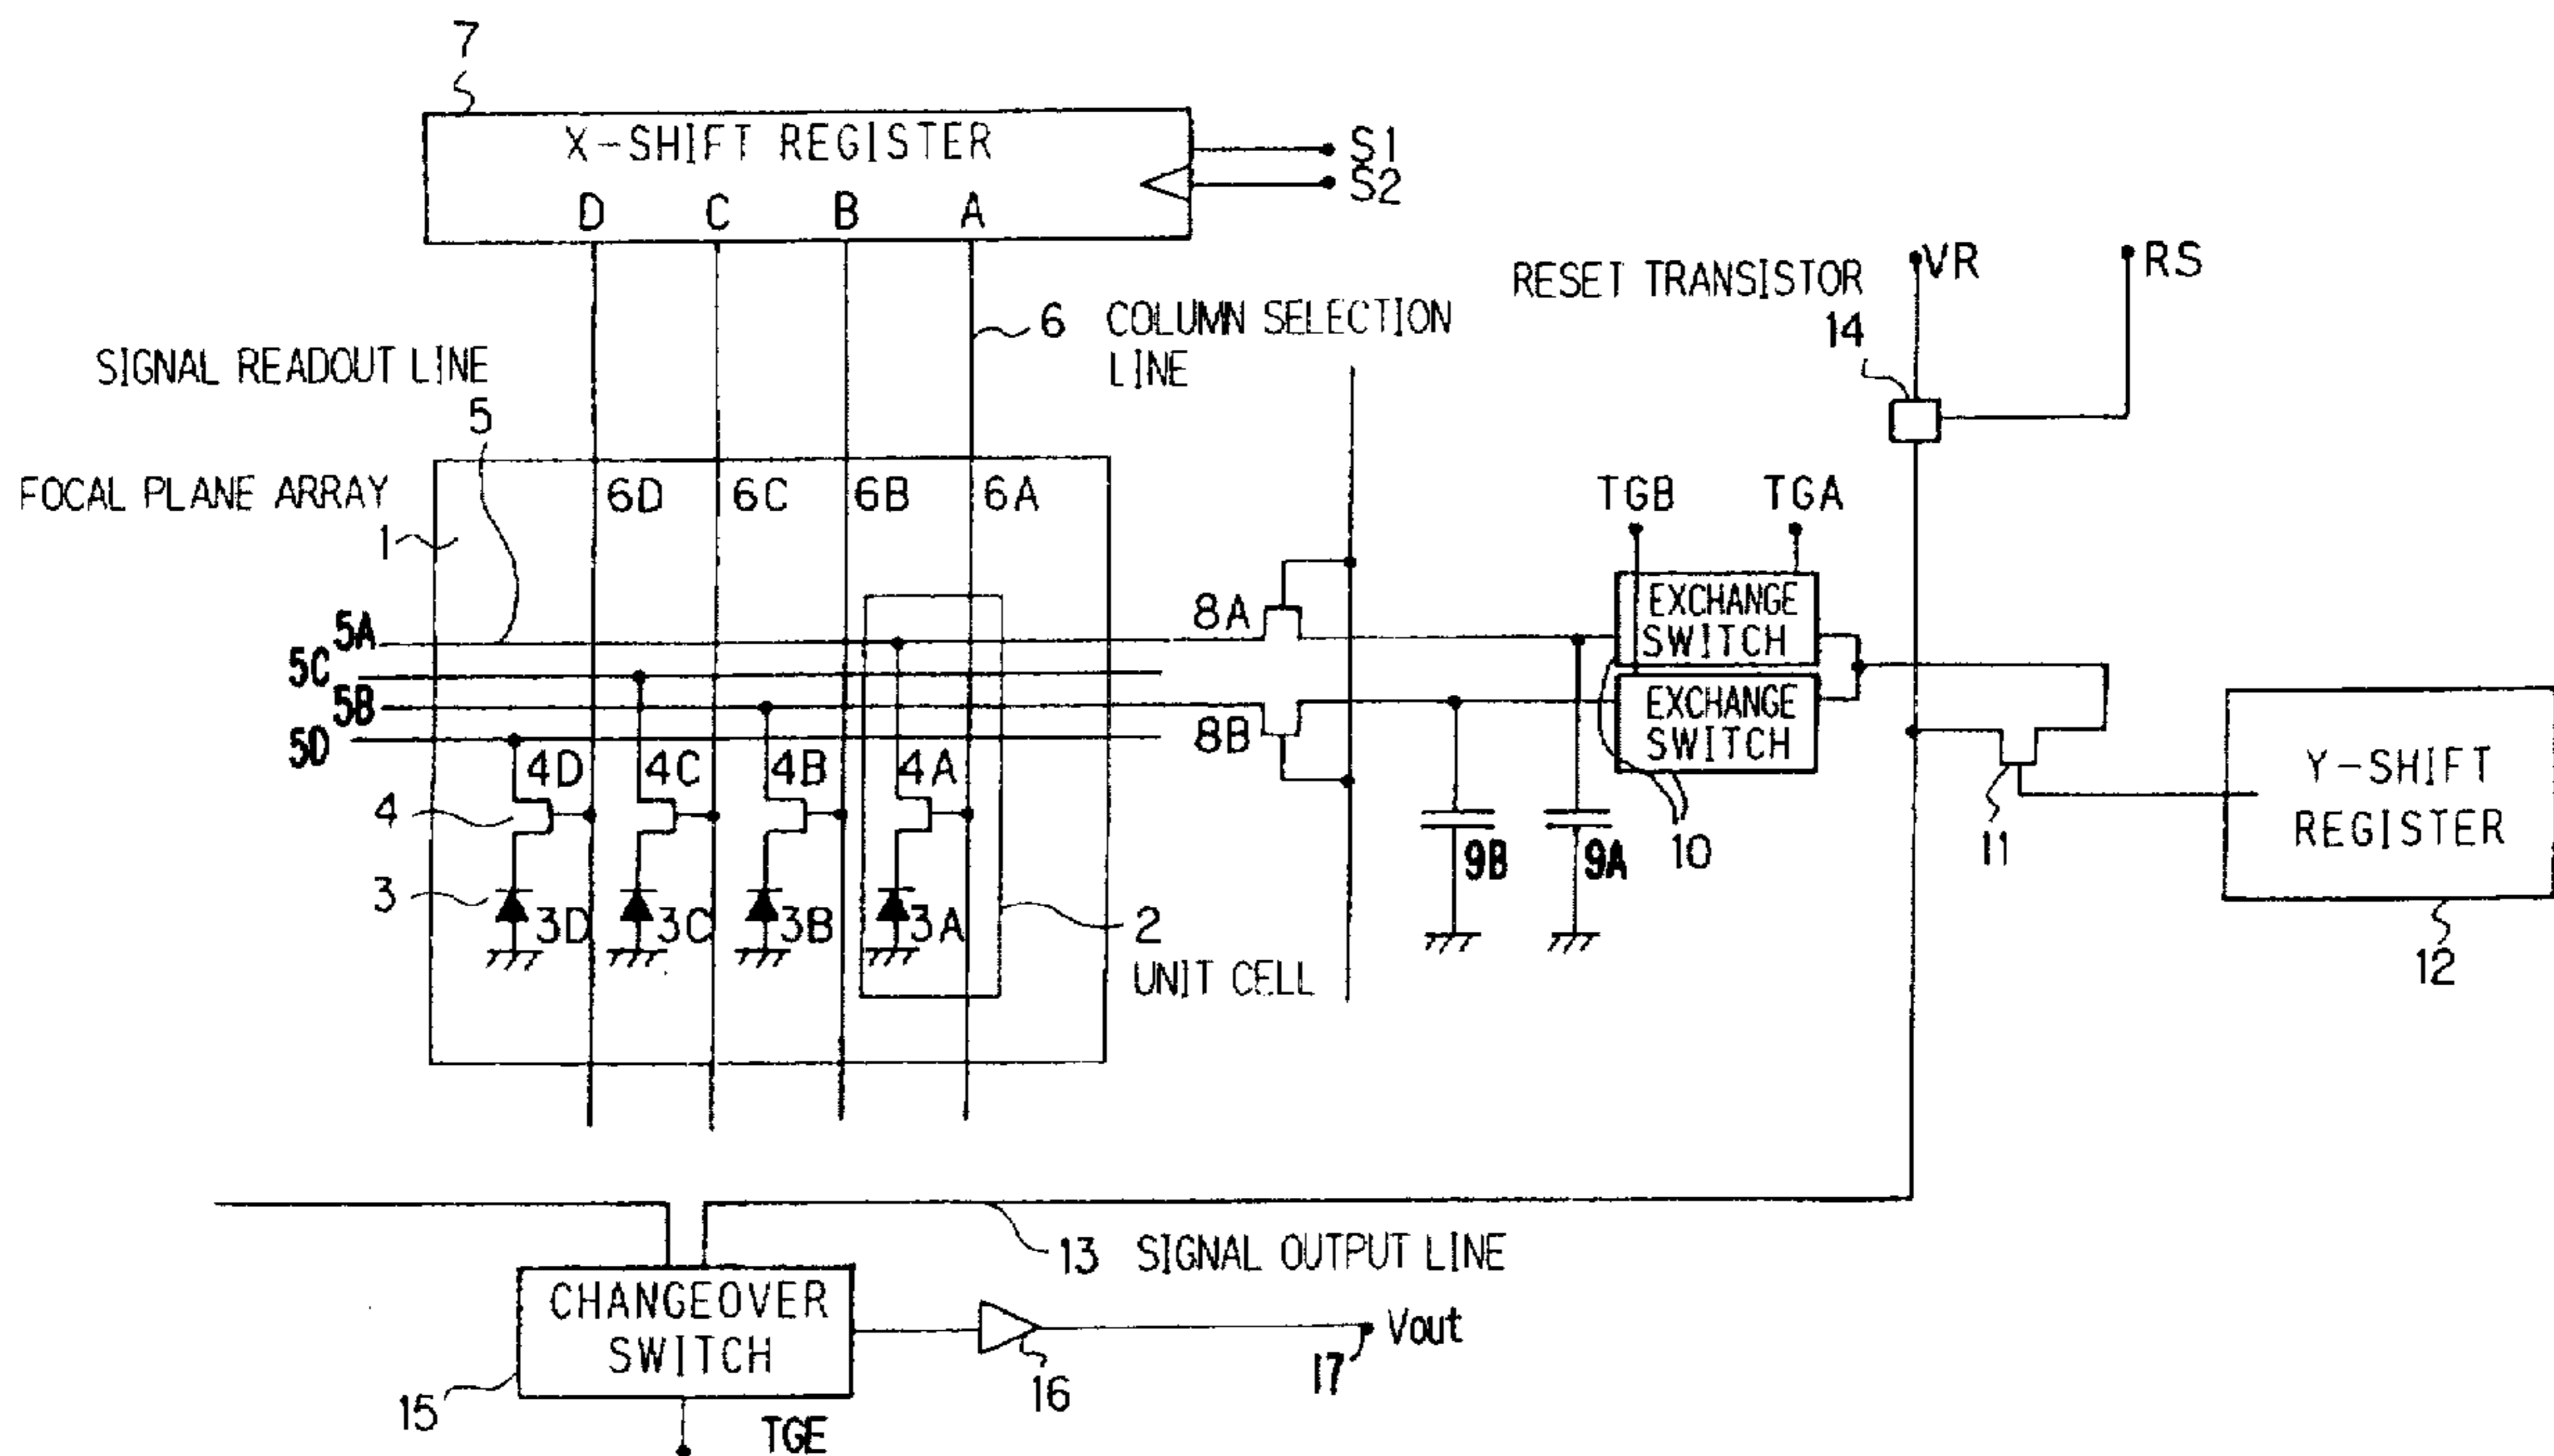 7
X-SHIFT REGISTER
S1
S2
D C B A
RESET TRANSISTOR
14
VR
RS
6 COLUMN SELECTION
LINE
SIGNAL READOUT LINE
5
FOCAL PLANE ARRAY
1
6D 6C 6B 6A
TGB TGA
5A
5C
5B
5D
8A
8B
EXCHANGE
SWITCH
EXCHANGE
SWITCH
10
4D 4C 4B 4A
4
3
3D 3C 3B 3A
2
UNIT CELL
9B
9A
11
Y-SHIFT
REGISTER
12
13 SIGNAL OUTPUT LINE
CHANGEOVER
SWITCH
15
16
17
Vout
TGE